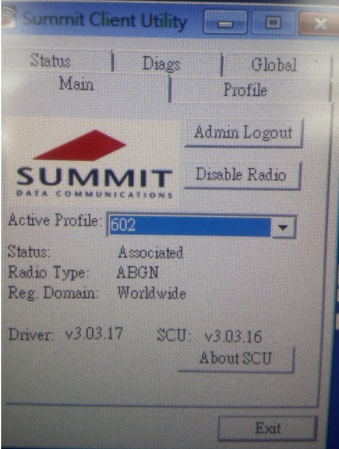 Summit Client Utility
Status Diags Global
Main Profile
Admin Logout
SUMMIT
DATA COMMUNICATIONS
Disable Radio
Active Profile: 602
Status: Associated
Radio Type: ABGN
Reg. Domain: Worldwide
Driver: v3.03.17 SCU: v3.03.16
About SCU
Exit